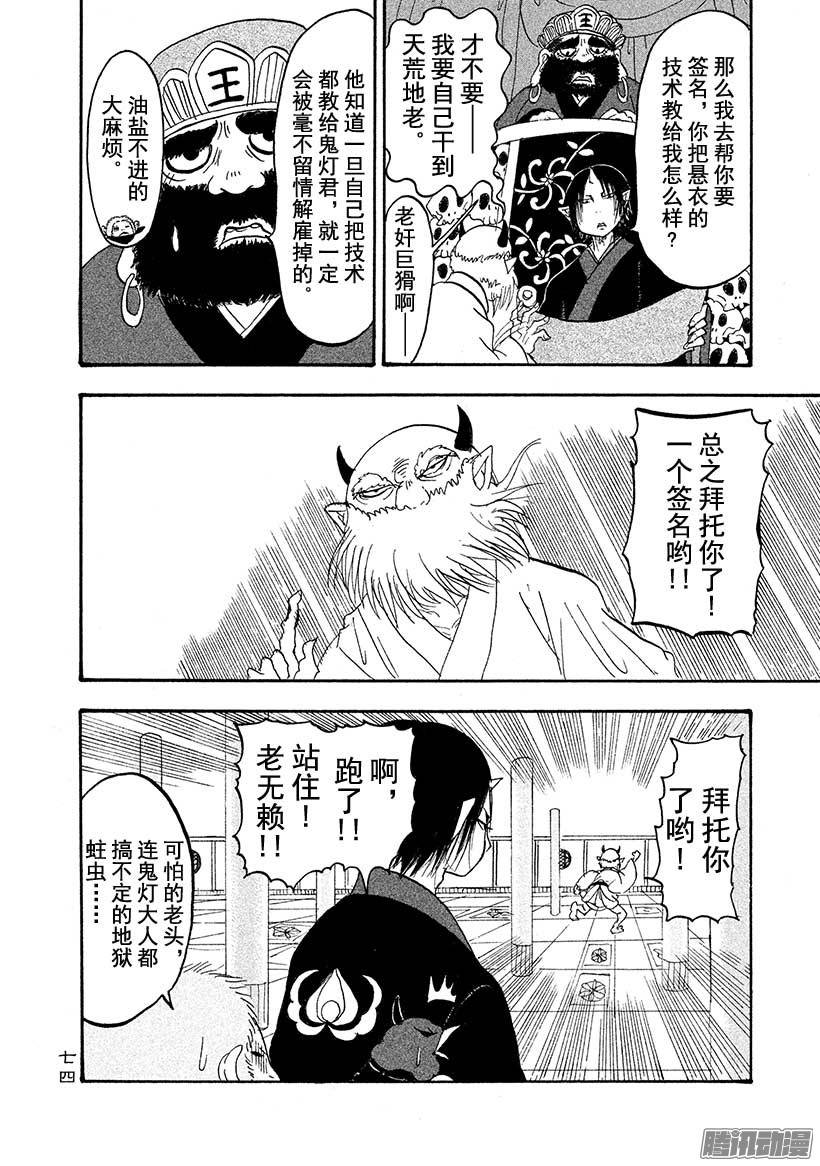 那么我去帮你要
签名，你把悬衣的
技术教给我怎么样？
才不要——
我要自己干到
天荒地老。
老奸巨猾啊——
王
他知道一旦自己把技术
都教给鬼灯君，就一定
会被毫不留情解雇掉的。
油盐不进的
大麻烦。
总之拜托你了！
一个签名哟！！
拜托你
了哟！
啊，
跑了！！
站住！
老无赖！！
可怕的老头，
连鬼灯大人都
搞不定的地狱
蛀虫……
七四
腾讯动漫